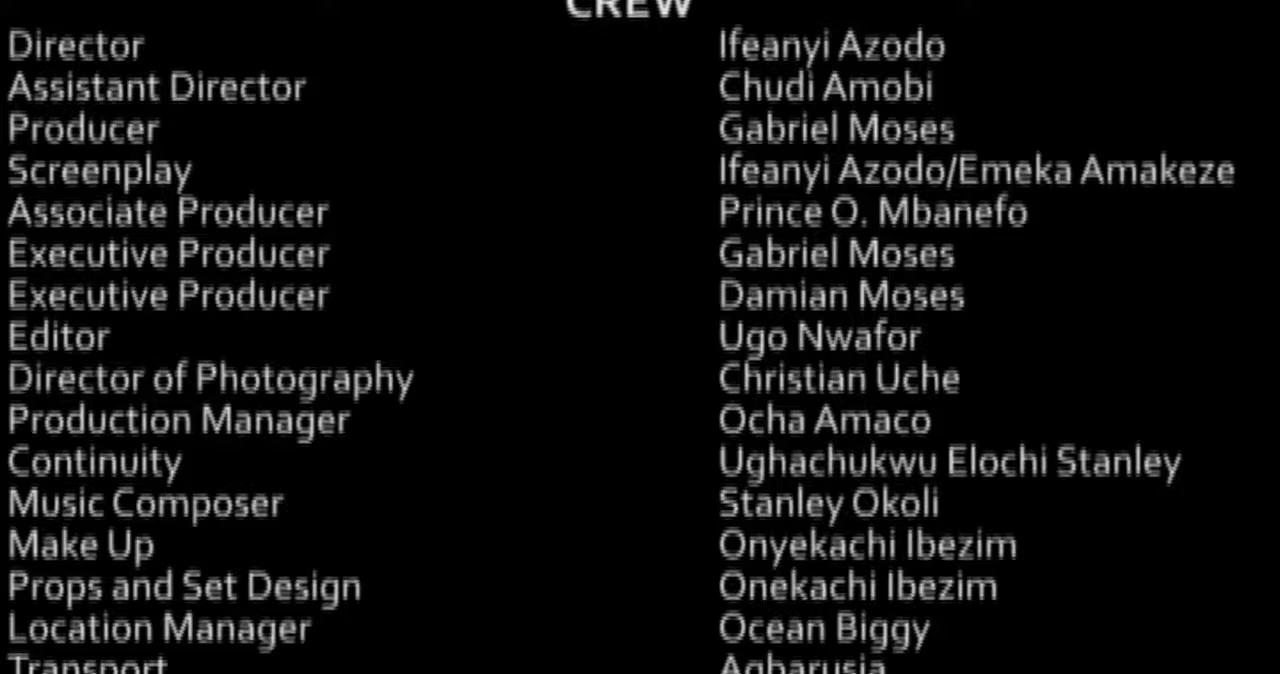 CREW
Director Ifeanyi Azodo
Assistant Director Chudi Amobi
Producer Gabriel Moses
Screenplay Ifeanyi Azodo/Emeka Amakeze
Associate Producer Prince O. Mbanefo
Executive Producer Gabriel Moses
Executive Producer Damian Moses
Editor Ugo Nwafor
Director of Photography Christian Uche
Production Manager Ocha Amaco
Continuity Ughachukwu Elochi Stanley
Music Composer Stanley Okoli
Make Up Onyekachi Ibezim
Props and Set Design Onekachi Ibezim
Location Manager Ocean Biggy
Transport Agbarusia